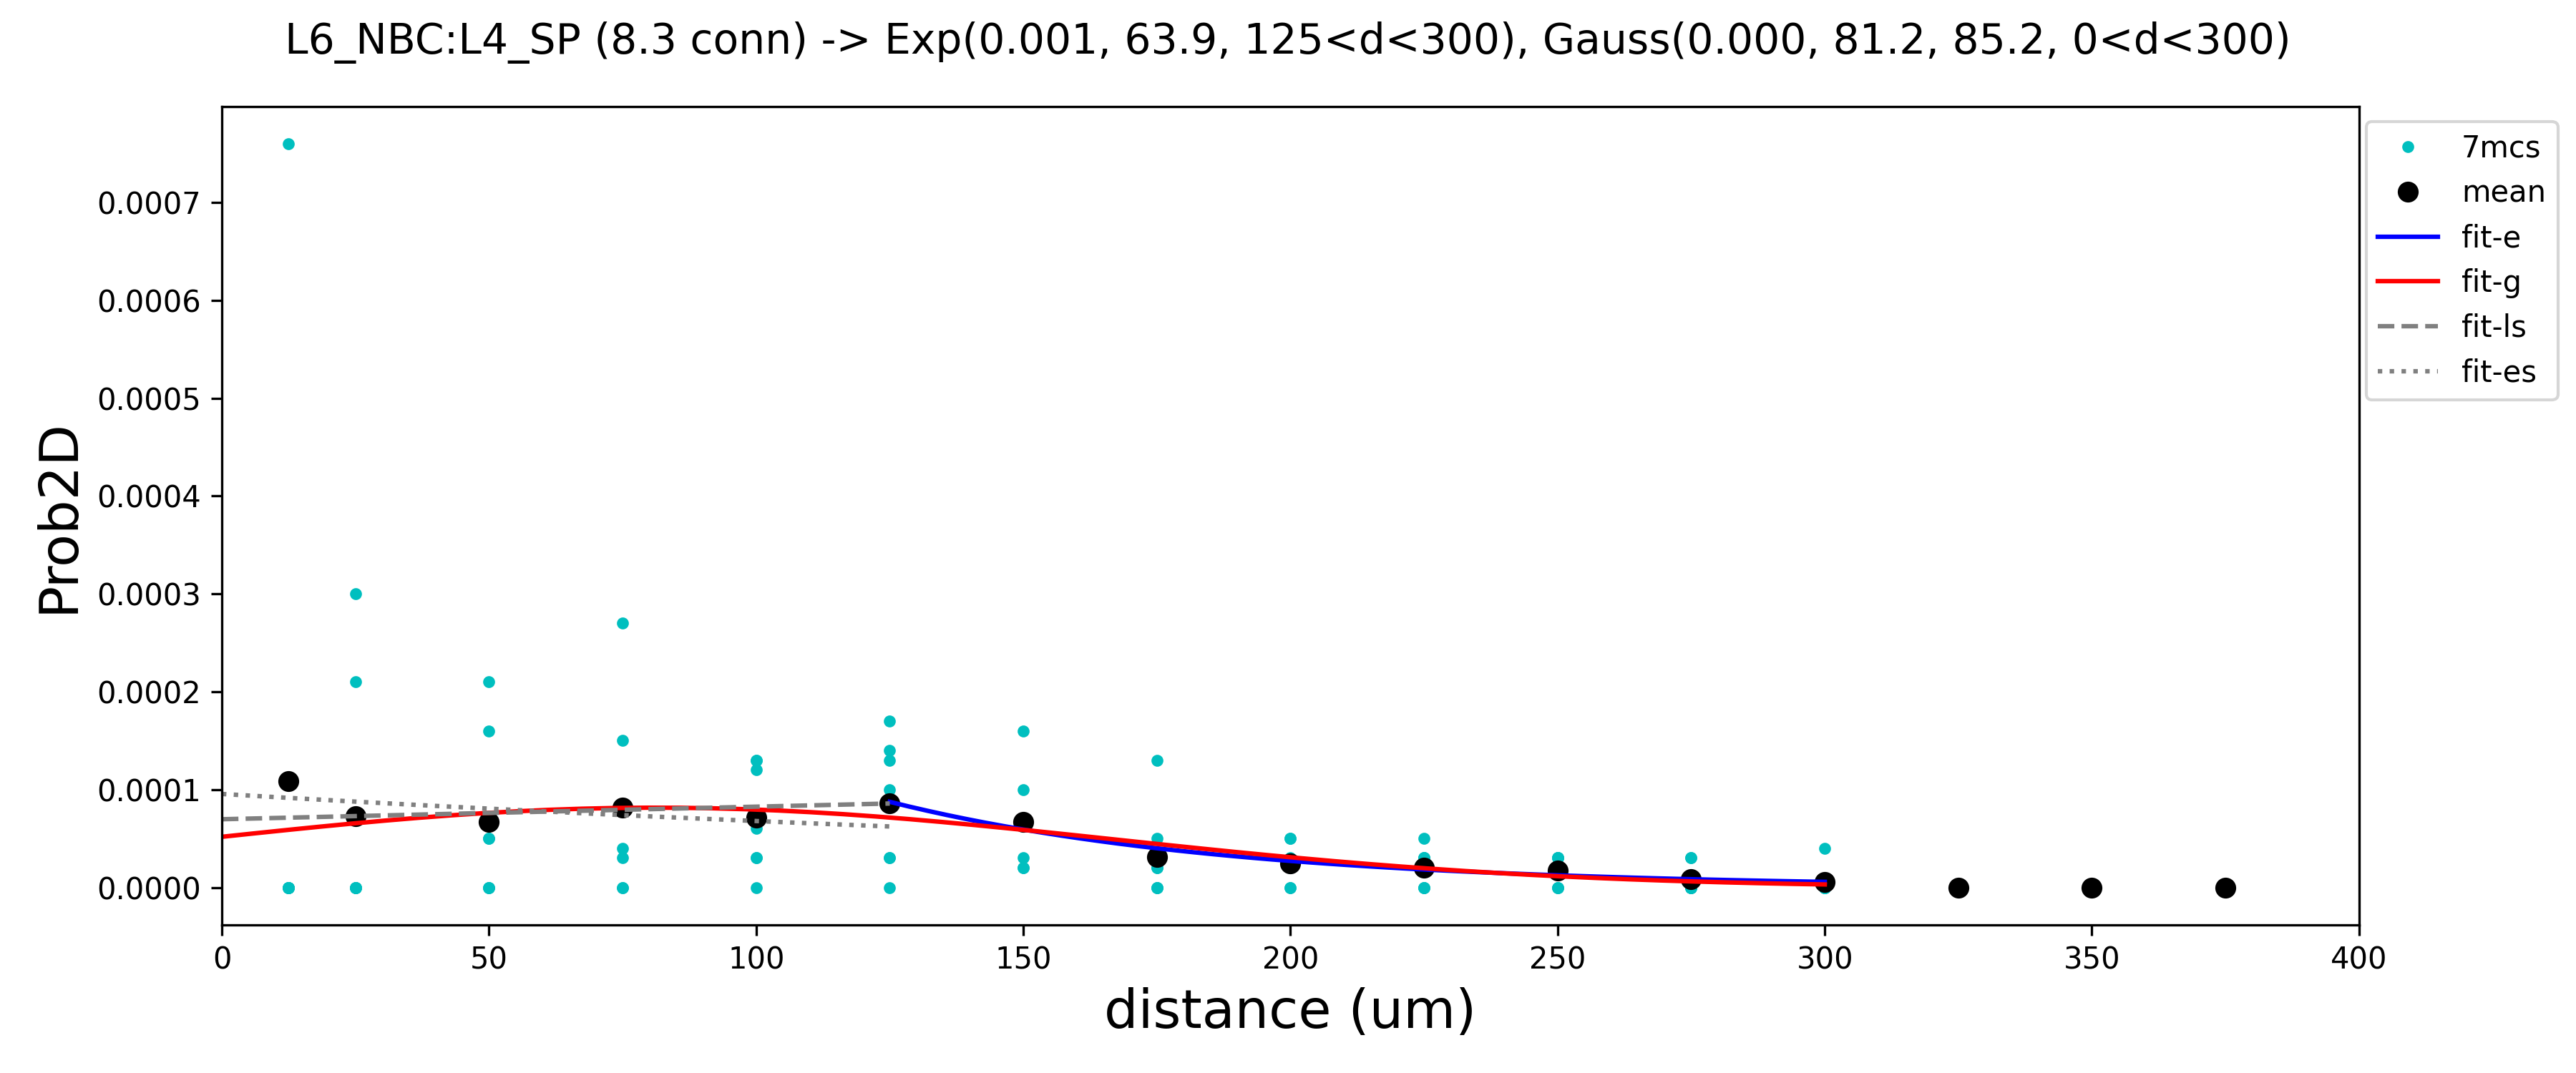 L6_NBC:L4_SP (8.3 conn) -> Exp(0.001, 63.9, 125<d<300), Gauss(0.000, 81.2, 85.2, 0<d<300)
7mcs
mean
fit-e
fit-g
fit-ls
fit-es
Prob2D
0.0007
0.0006
0.0005
0.0004
0.0003
0.0002
0.0001
0.0000
0 50 100 150 200 250 300 350 400
distance (um)